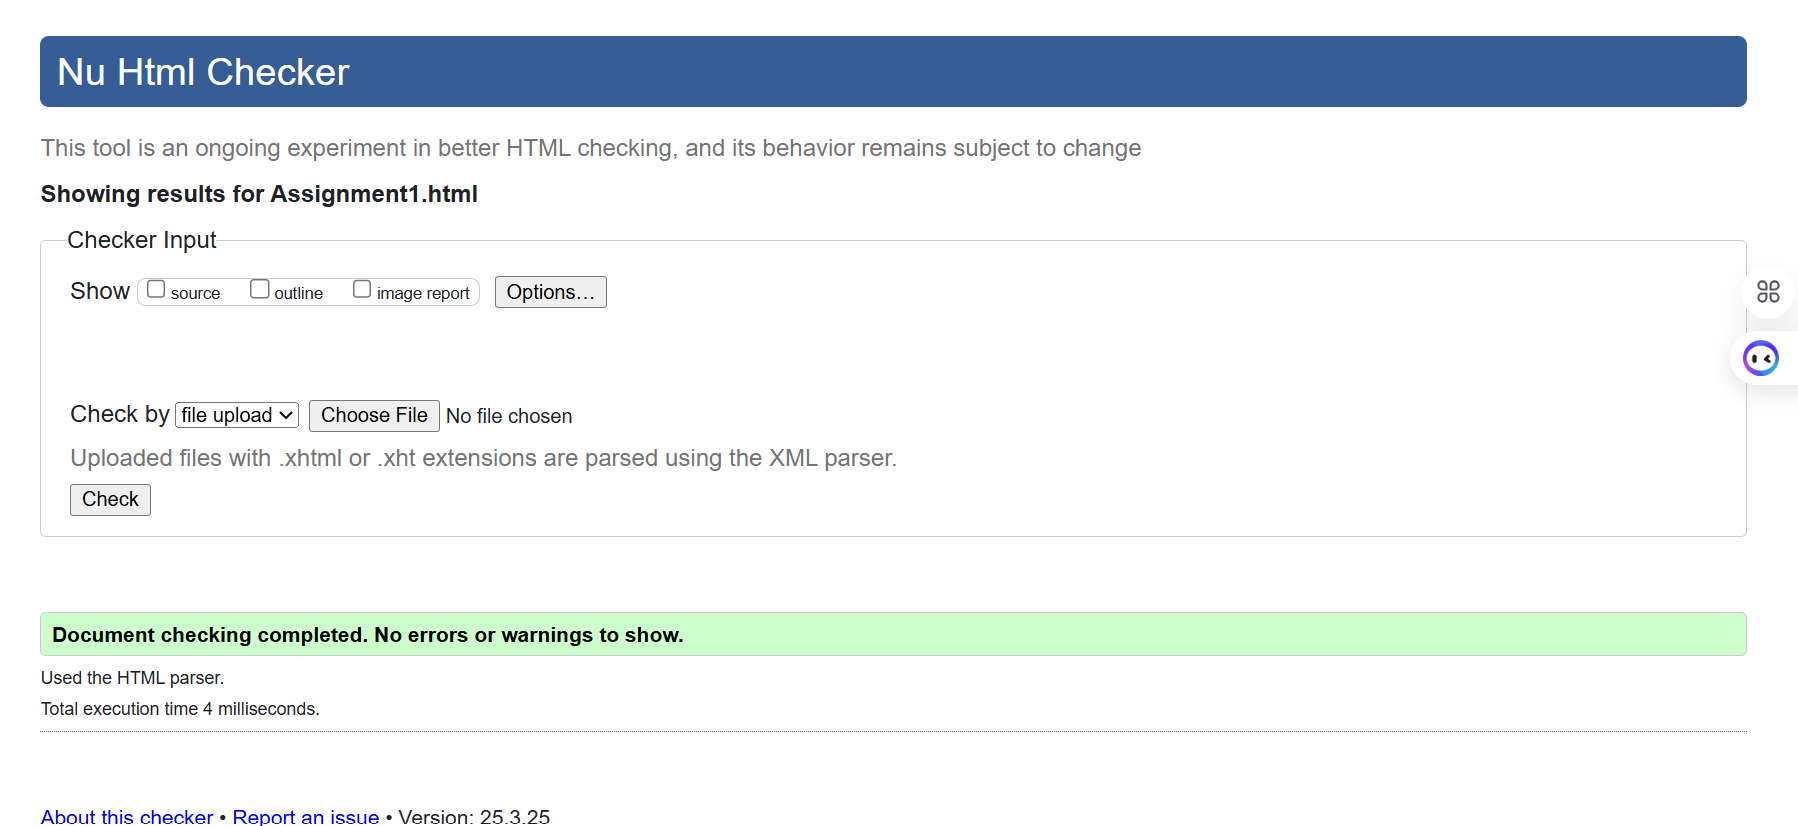 Nu Html Checker
This tool is an ongoing experiment in better HTML checking, and its behavior remains subject to change
Showing results for Assignment1.html
Checker Input
Show source outline image report Options...
Check by file upload Choose File No file chosen
Uploaded files with .xhtml or .xht extensions are parsed using the XML parser.
Check
Document checking completed. No errors or warnings to show.
Used the HTML parser.
Total execution time 4 milliseconds.
About this checker • Report an issue • Version: 25.3.25